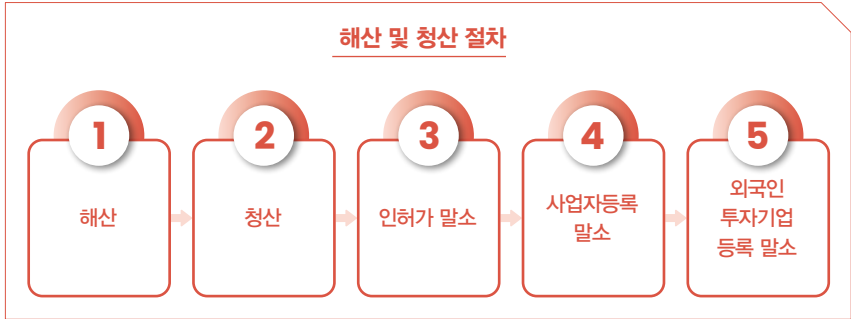 해산 및 청산 절차
1
해산
2
청산
3
인허가 말소
4
사업자등록
말소
5
외국인
투자기업
등록 말소